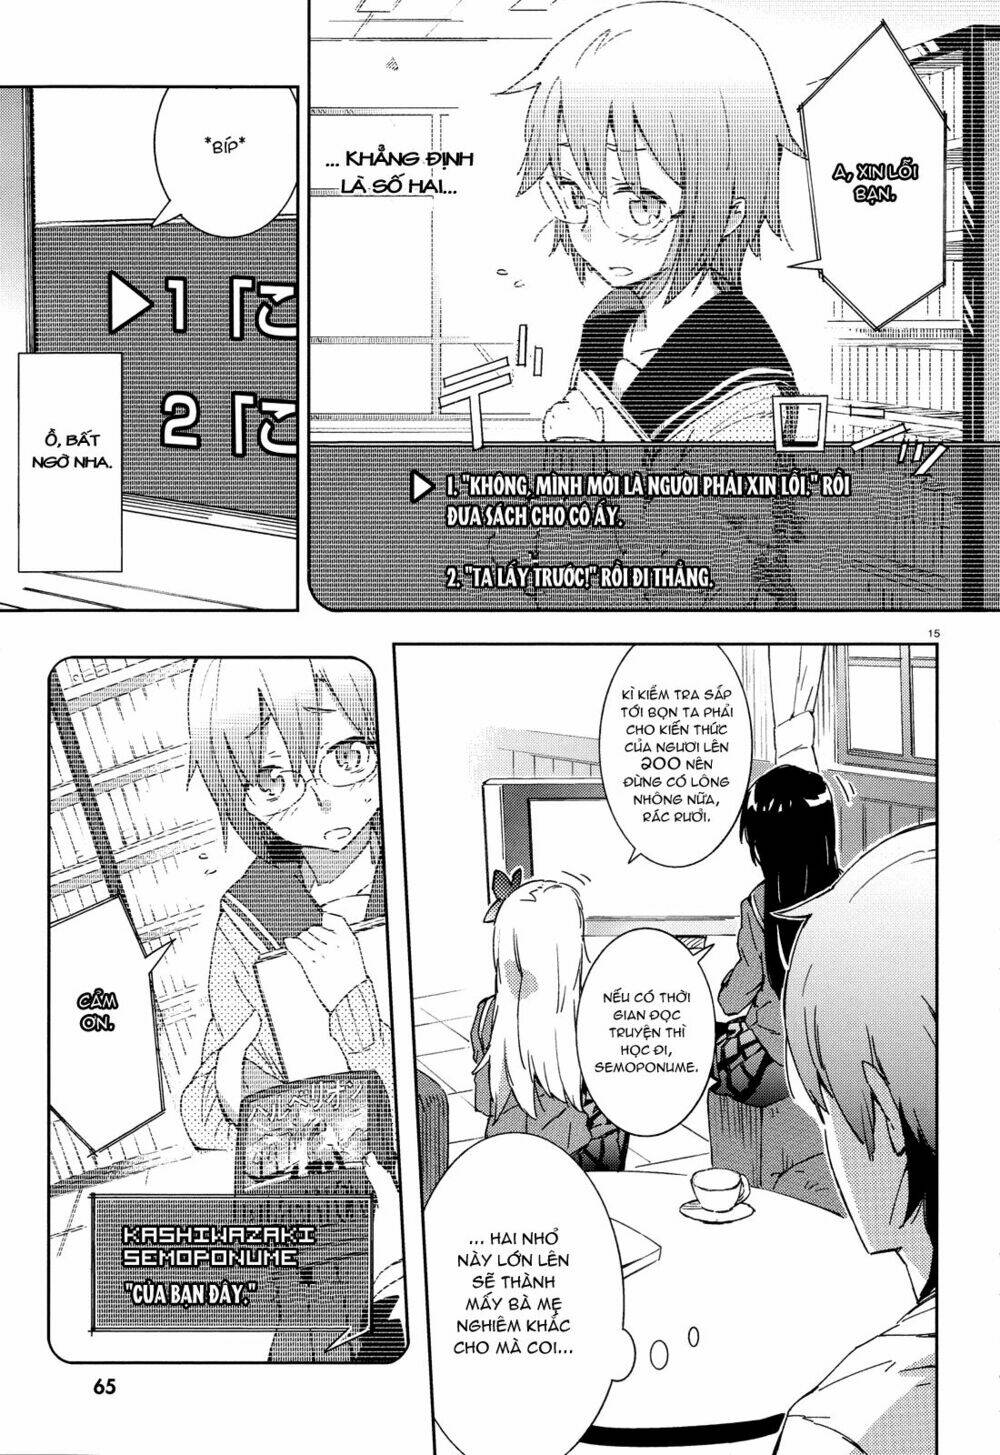 A, XIN LỖI
BẠN.
... KHẲNG ĐỊNH
LÀ SỐ HAI...
1. "KHÔNG, MÌNH MỚI LÀ NGƯỜI PHẢI XIN LỖI." RỒI
ĐƯA SÁCH CHO CÔ ẤY.
2. "TA LẤY TRƯỚC!" RỒI ĐI THẲNG.
*BÍP*
1「こ
2「こ
Ồ, BẤT
NGỜ NHA.
15
KÌ KIỂM TRA SẮP
TỚI BỌN TA PHẢI
CHO KIẾN THỨC
CỦA NGƯƠI LÊN
200 NÊN
ĐỪNG CÓ LÔNG
NHÔNG NỮA,
RÁC RƯỞI.
NẾU CÓ THỜI
GIAN ĐỌC
TRUYỆN THÌ
HỌC ĐI,
SEMOPONUME.
... HAI NHỎ
NÀY LỚN LÊN
SẼ THÀNH
MẤY BÀ MẸ
NGHIÊM KHẮC
CHO MÀ COI...
CẢM
ƠN.
KASHIWAZAKI
SEMOPONUME
"CỦA BẠN ĐÂY."
65